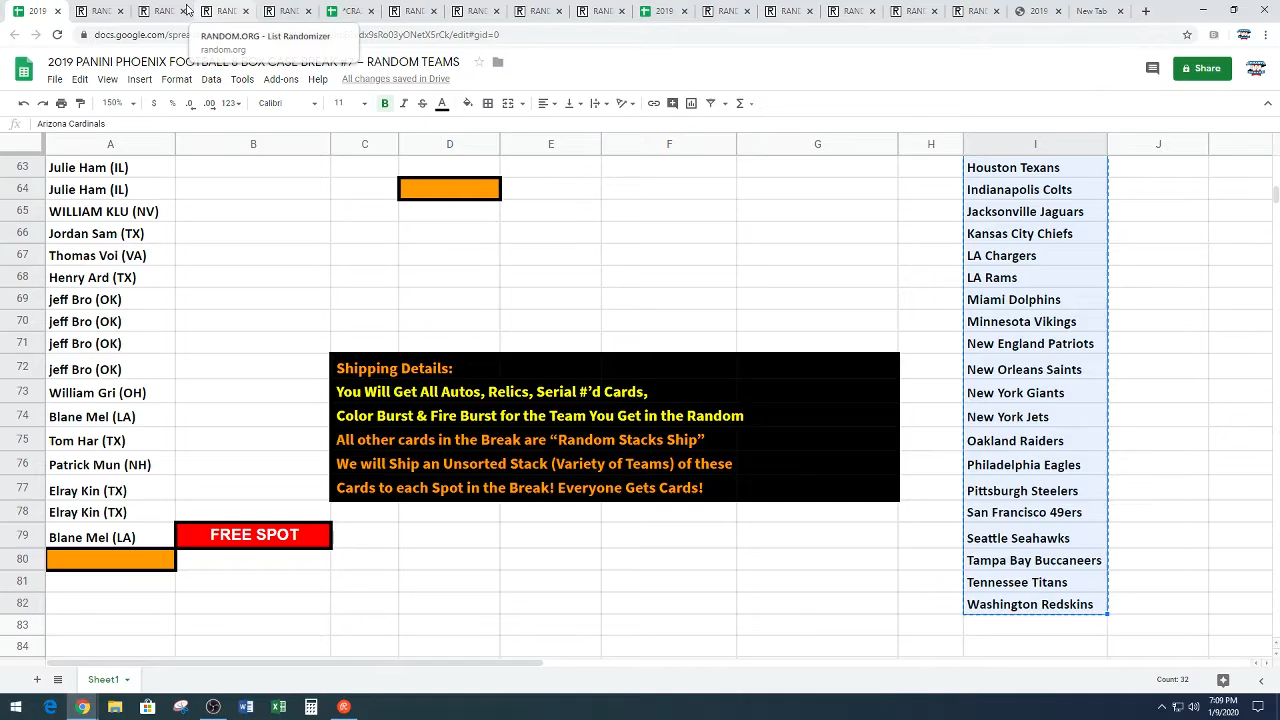 2019
RANDOM.ORG - List Randomizer
random.org
2019 PANINI PHOENIX FOOTBALL 8 BOX CASE BREAK #7 – RANDOM TEAMS
File Edit View Insert Format Data Tools Add-ons Help All changes saved in Drive
Share
150% $ % .0 .00 123 Calibri 11 B I S A
fx Arizona Cardinals
A B C D E F G H I J
63 Julie Ham (IL) Houston Texans
64 Julie Ham (IL) Indianapolis Colts
65 WILLIAM KLU (NV) Jacksonville Jaguars
66 Jordan Sam (TX) Kansas City Chiefs
67 Thomas Voi (VA) LA Chargers
68 Henry Ard (TX) LA Rams
69 jeff Bro (OK) Miami Dolphins
70 jeff Bro (OK) Minnesota Vikings
71 jeff Bro (OK) New England Patriots
72 jeff Bro (OK) Shipping Details: New Orleans Saints
73 William Gri (OH) You Will Get All Autos, Relics, Serial #'d Cards, New York Giants
74 Blane Mel (LA) Color Burst & Fire Burst for the Team You Get in the Random New York Jets
75 Tom Har (TX) All other cards in the Break are “Random Stacks Ship” Oakland Raiders
76 Patrick Mun (NH) We will Ship an Unsorted Stack (Variety of Teams) of these Philadelphia Eagles
77 Elray Kin (TX) Cards to each Spot in the Break! Everyone Gets Cards! Pittsburgh Steelers
78 Elray Kin (TX) San Francisco 49ers
79 Blane Mel (LA) FREE SPOT Seattle Seahawks
80 Tampa Bay Buccaneers
81 Tennessee Titans
82 Washington Redskins
83
84
Sheet1 Count: 32
7:09 PM
1/9/2020